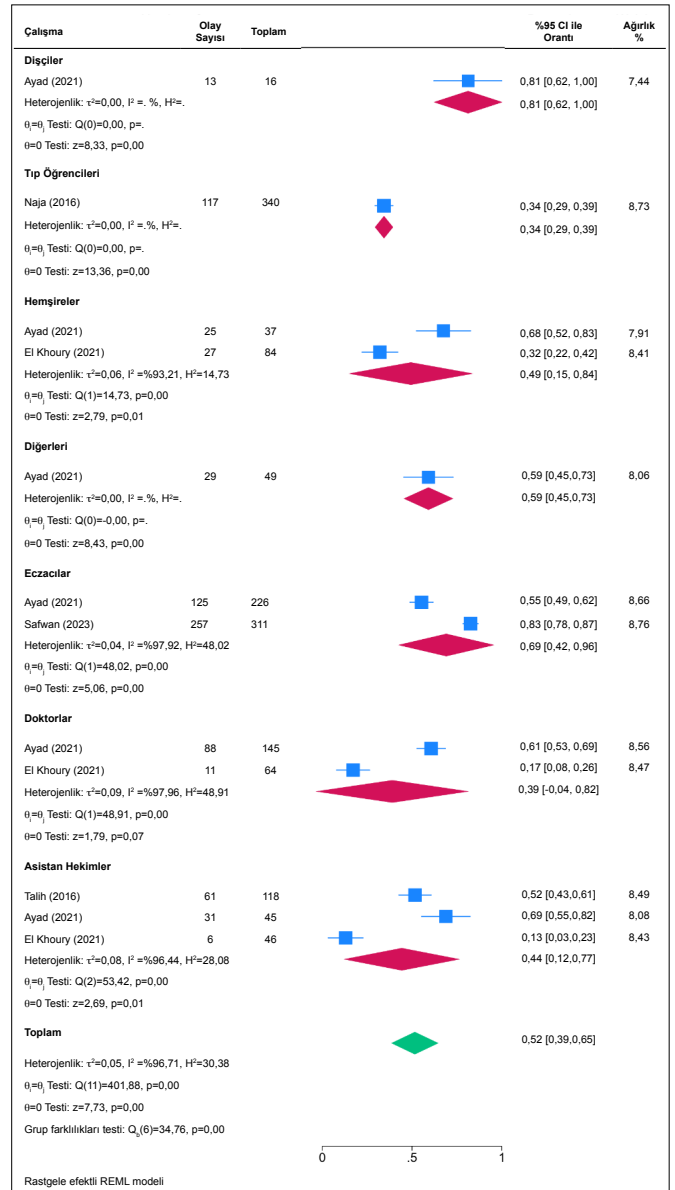 Çalışma Olay Sayısı Toplam %95 CI ile Orantı Ağırlık %
Dişçiler
Ayad (2021) 13 16 0,81 [0,62, 1,00] 7,44
Heterojenlik: τ²=0,00, I² =. %, H²=. 0,81 [0,62, 1,00]
θᵢ=θⱼ Testi: Q(0)=0,00, p=.
θ=0 Testi: z=8,33, p=0,00
Tıp Öğrencileri
Naja (2016) 117 340 0,34 [0,29, 0,39] 8,73
Heterojenlik: τ²=0,00, I² =.%, H²=. 0,34 [0,29, 0,39]
θᵢ=θⱼ Testi: Q(0)=0,00, p=.
θ=0 Testi: z=13,36, p=0,00
Hemşireler
Ayad (2021) 25 37 0,68 [0,52, 0,83] 7,91
El Khoury (2021) 27 84 0,32 [0,22, 0,42] 8,41
Heterojenlik: τ²=0,06, I² =%93,21, H²=14,73 0,49 [0,15, 0,84]
θᵢ=θⱼ Testi: Q(1)=14,73, p=0,00
θ=0 Testi: z=2,79, p=0,01
Diğerleri
Ayad (2021) 29 49 0,59 [0,45,0,73] 8,06
Heterojenlik: τ²=0,00, I² =.%, H²=. 0,59 [0,45,0,73]
θᵢ=θⱼ Testi: Q(0)=-0,00, p=.
θ=0 Testi: z=8,43, p=0,00
Eczacılar
Ayad (2021) 125 226 0,55 [0,49, 0,62] 8,66
Safwan (2023) 257 311 0,83 [0,78, 0,87] 8,76
Heterojenlik: τ²=0,04, I² =%97,92, H²=48,02 0,69 [0,42, 0,96]
θᵢ=θⱼ Testi: Q(1)=48,02, p=0,00
θ=0 Testi: z=5,06, p=0,00
Doktorlar
Ayad (2021) 88 145 0,61 [0,53, 0,69] 8,56
El Khoury (2021) 11 64 0,17 [0,08, 0,26] 8,47
Heterojenlik: τ²=0,09, I² =%97,96, H²=48,91 0,39 [-0,04, 0,82]
θᵢ=θⱼ Testi: Q(1)=48,91, p=0,00
θ=0 Testi: z=1,79, p=0,07
Asistan Hekimler
Talih (2016) 61 118 0,52 [0,43,0,61] 8,49
Ayad (2021) 31 45 0,69 [0,55, 0,82] 8,08
El Khoury (2021) 6 46 0,13 [0,03,0,23] 8,43
Heterojenlik: τ²=0,08, I² =%96,44, H²=28,08 0,44 [0,12,0,77]
θᵢ=θⱼ Testi: Q(2)=53,42, p=0,00
θ=0 Testi: z=2,69, p=0,01
Toplam 0,52 [0,39,0,65]
Heterojenlik: τ²=0,05, I² =%96,71, H²=30,38
θᵢ=θⱼ Testi: Q(11)=401,88, p=0,00
θ=0 Testi: z=7,73, p=0,00
Grup farklılıkları testi: Q_b(6)=34,76, p=0,00
0 .5 1
Rastgele efektli REML modeli